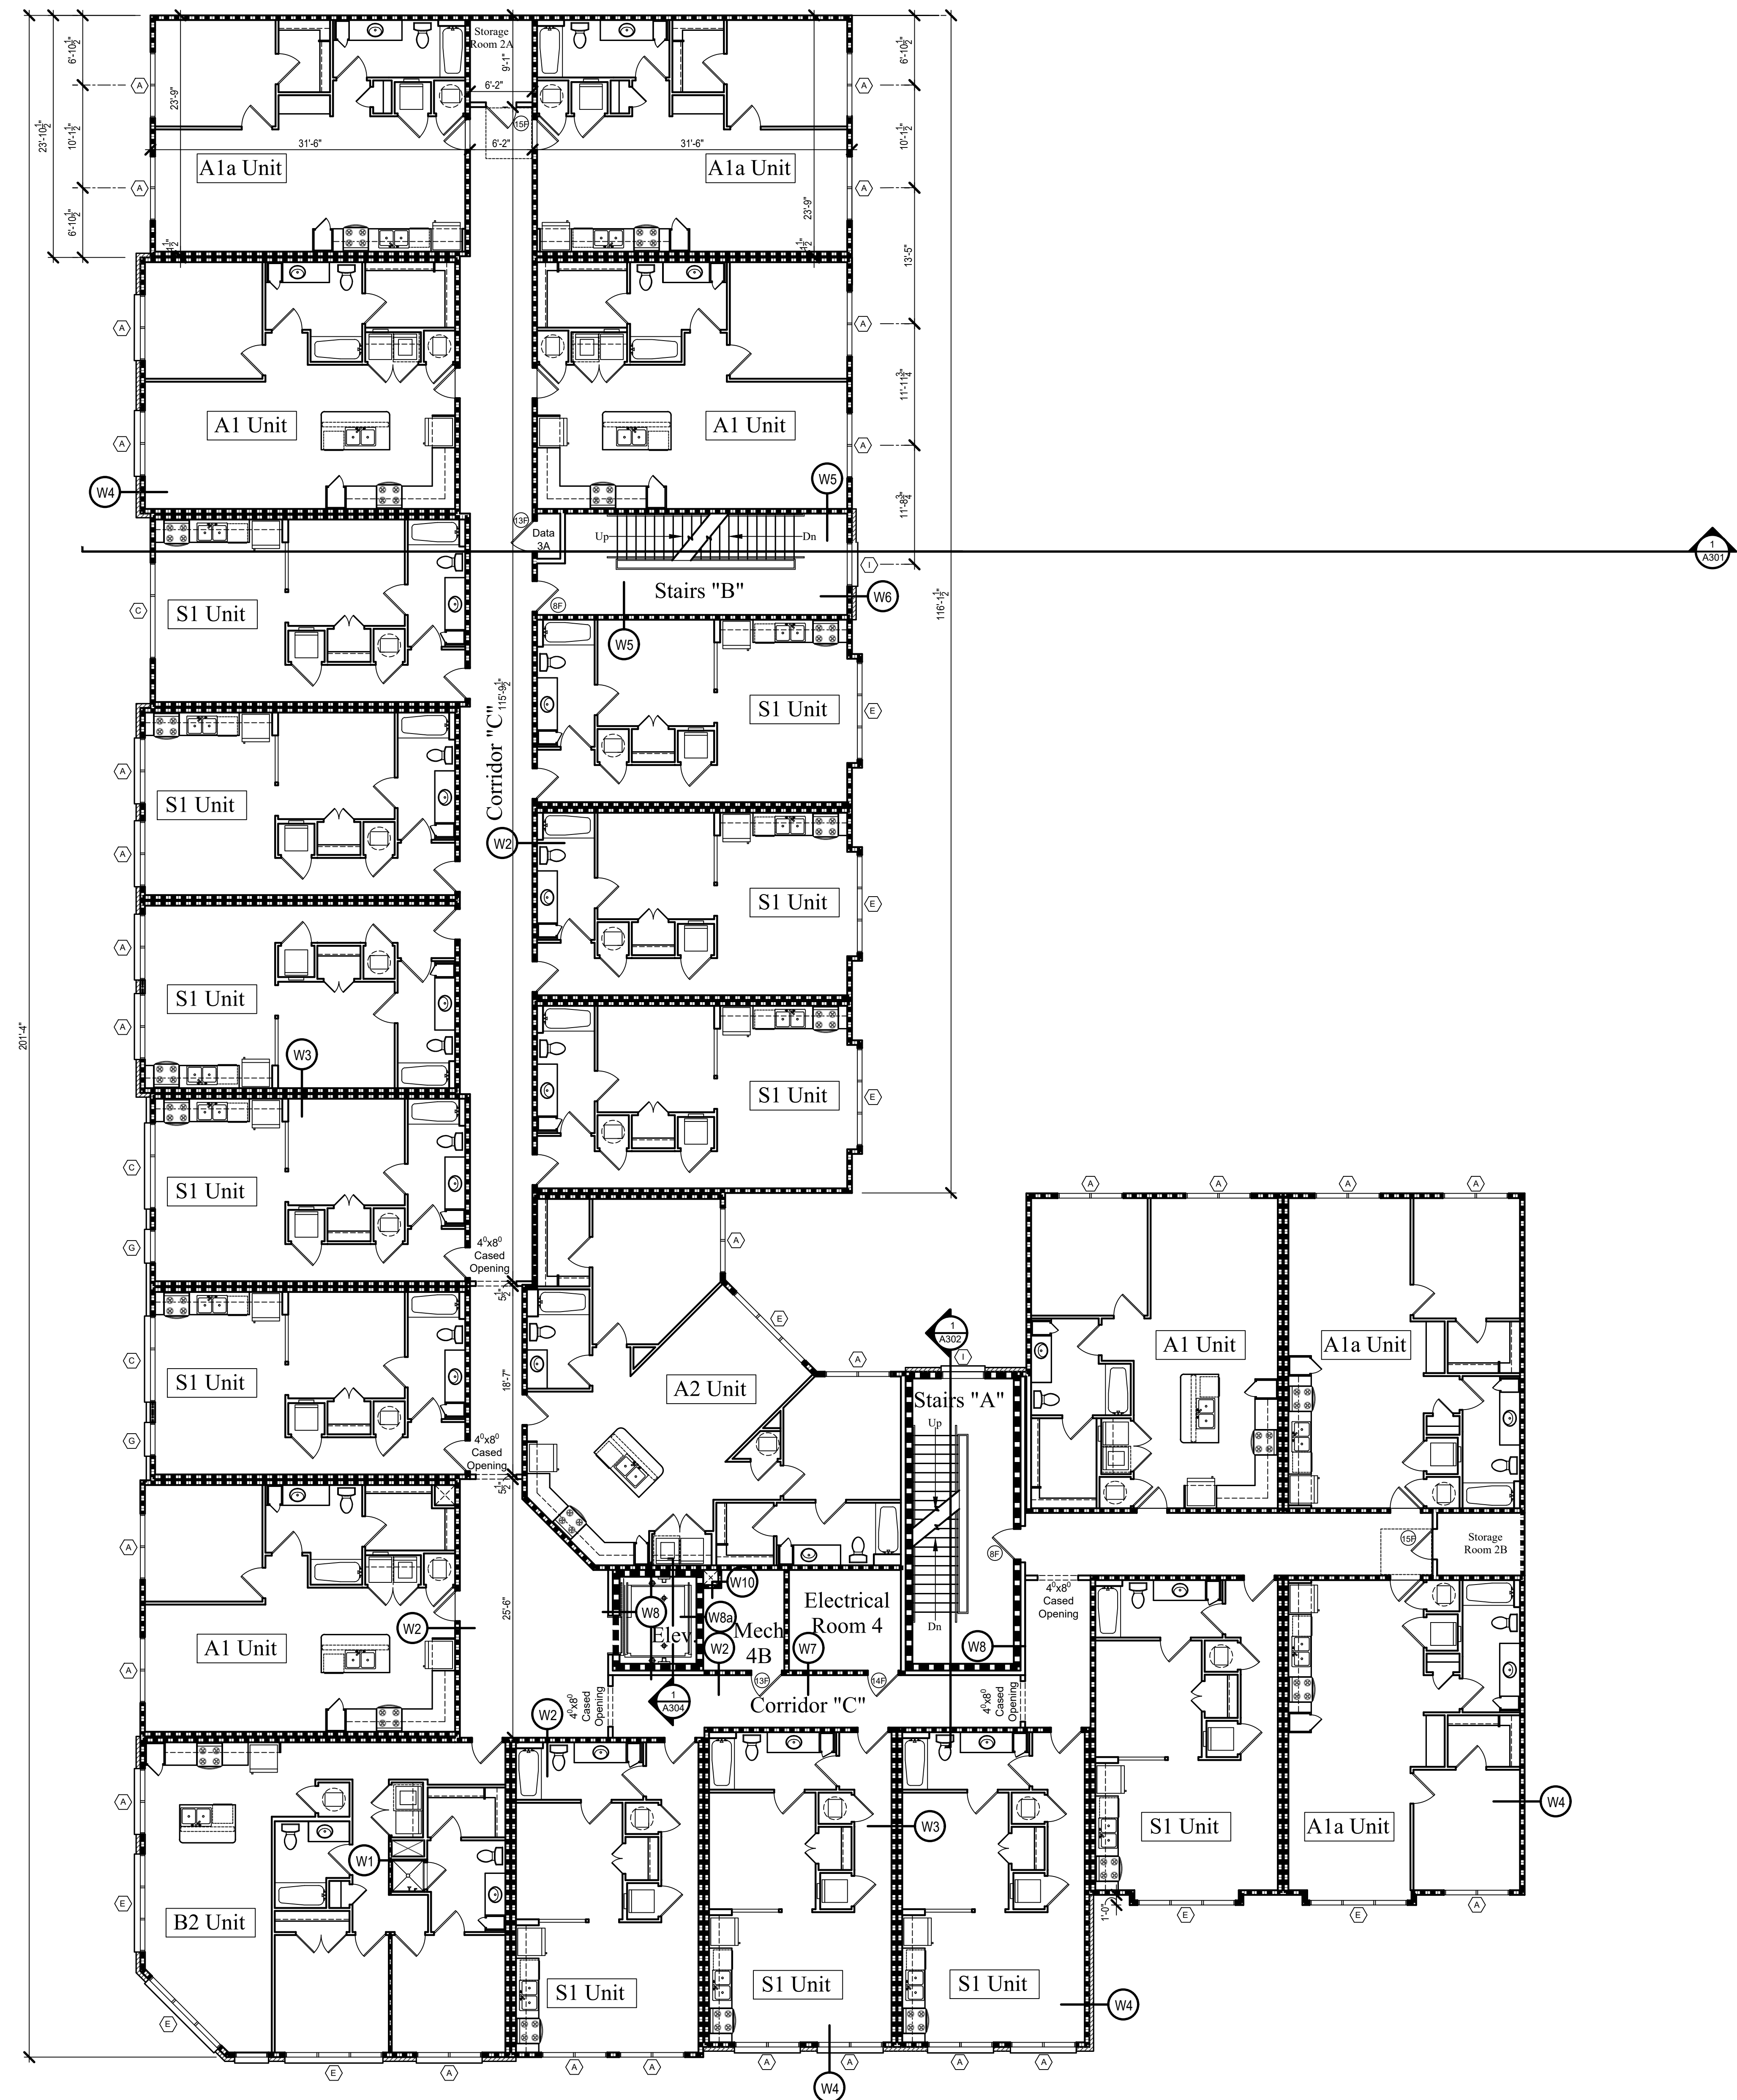 Storage
Room 2A
9'-1"
6'-2"
15F
6'-10½"
6'-10½"
23'-9"
A
A
23'-10½"
10'-1½"
10'-1½"
31'-6"
6'-2"
31'-6"
A1a Unit
A1a Unit
A
A
6'-10½"
23'-9"
1½"
1½"
13'-5"
A
A
11'-11¾"
A1 Unit
A1 Unit
A
A
W4
W5
11'-8¾"
13F
Data
3A
Up
Dn
1
A301
I
Stairs "B"
8F
W6
116'-1½"
C
S1 Unit
W5
115'-9½"
Corridor "C"
S1 Unit
E
A
S1 Unit
A
W2
S1 Unit
E
A
S1 Unit
A
201'-4"
W3
S1 Unit
E
C
S1 Unit
G
4⁰x8⁰
Cased
Opening
5½"
A
A
A
A
A
E
1
A302
I
A
C
S1 Unit
G
18'-7"
A2 Unit
Stairs "A"
Up
A1 Unit
A1a Unit
4⁰x8⁰
Cased
Opening
5½"
15F
Storage
Room 2B
8F
A
A1 Unit
A
W2
25'-6"
W8
Elev.
W10
W8a
W2
Mech
4B
Electrical
Room 4
W7
Dn
W8
4⁰x8⁰
Cased
Opening
13F
14F
1
A304
Corridor "C"
4⁰x8⁰
Cased
Opening
4⁰x8⁰
Cased
Opening
W2
A
W1
W3
S1 Unit
A1a Unit
W4
E
B2 Unit
1'-0"
E
E
A
S1 Unit
S1 Unit
S1 Unit
W4
E
E
A
A
A
A
A
A
A
W4